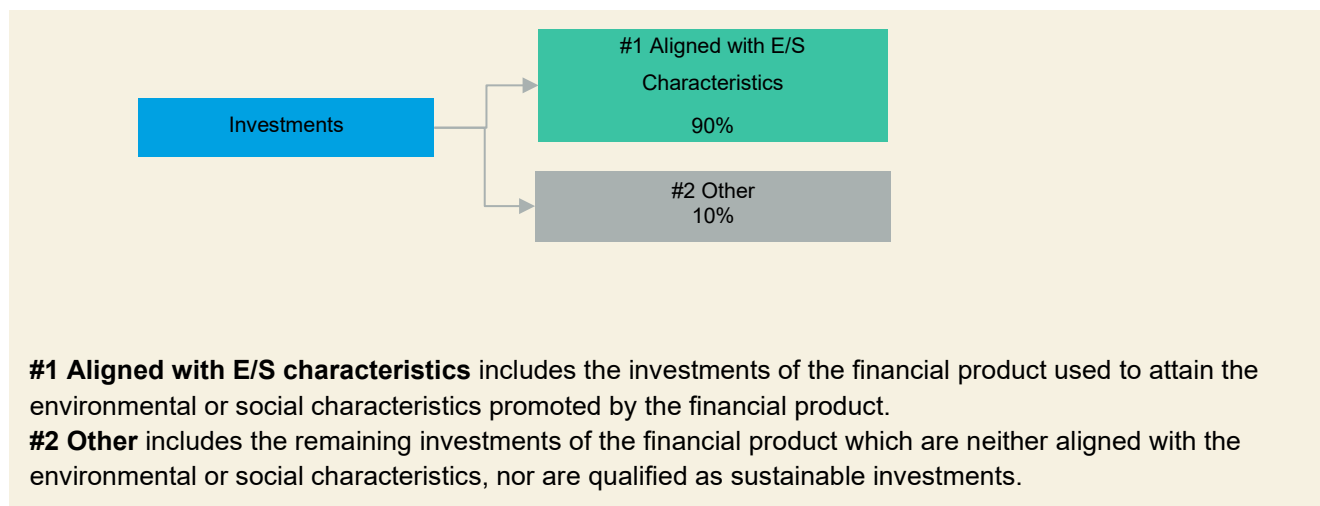 #1 Aligned with E/S
Characteristics
90%
Investments
#2 Other
10%
#1 Aligned with E/S characteristics includes the investments of the financial product used to attain the
environmental or social characteristics promoted by the financial product.
#2 Other includes the remaining investments of the financial product which are neither aligned with the
environmental or social characteristics, nor are qualified as sustainable investments.